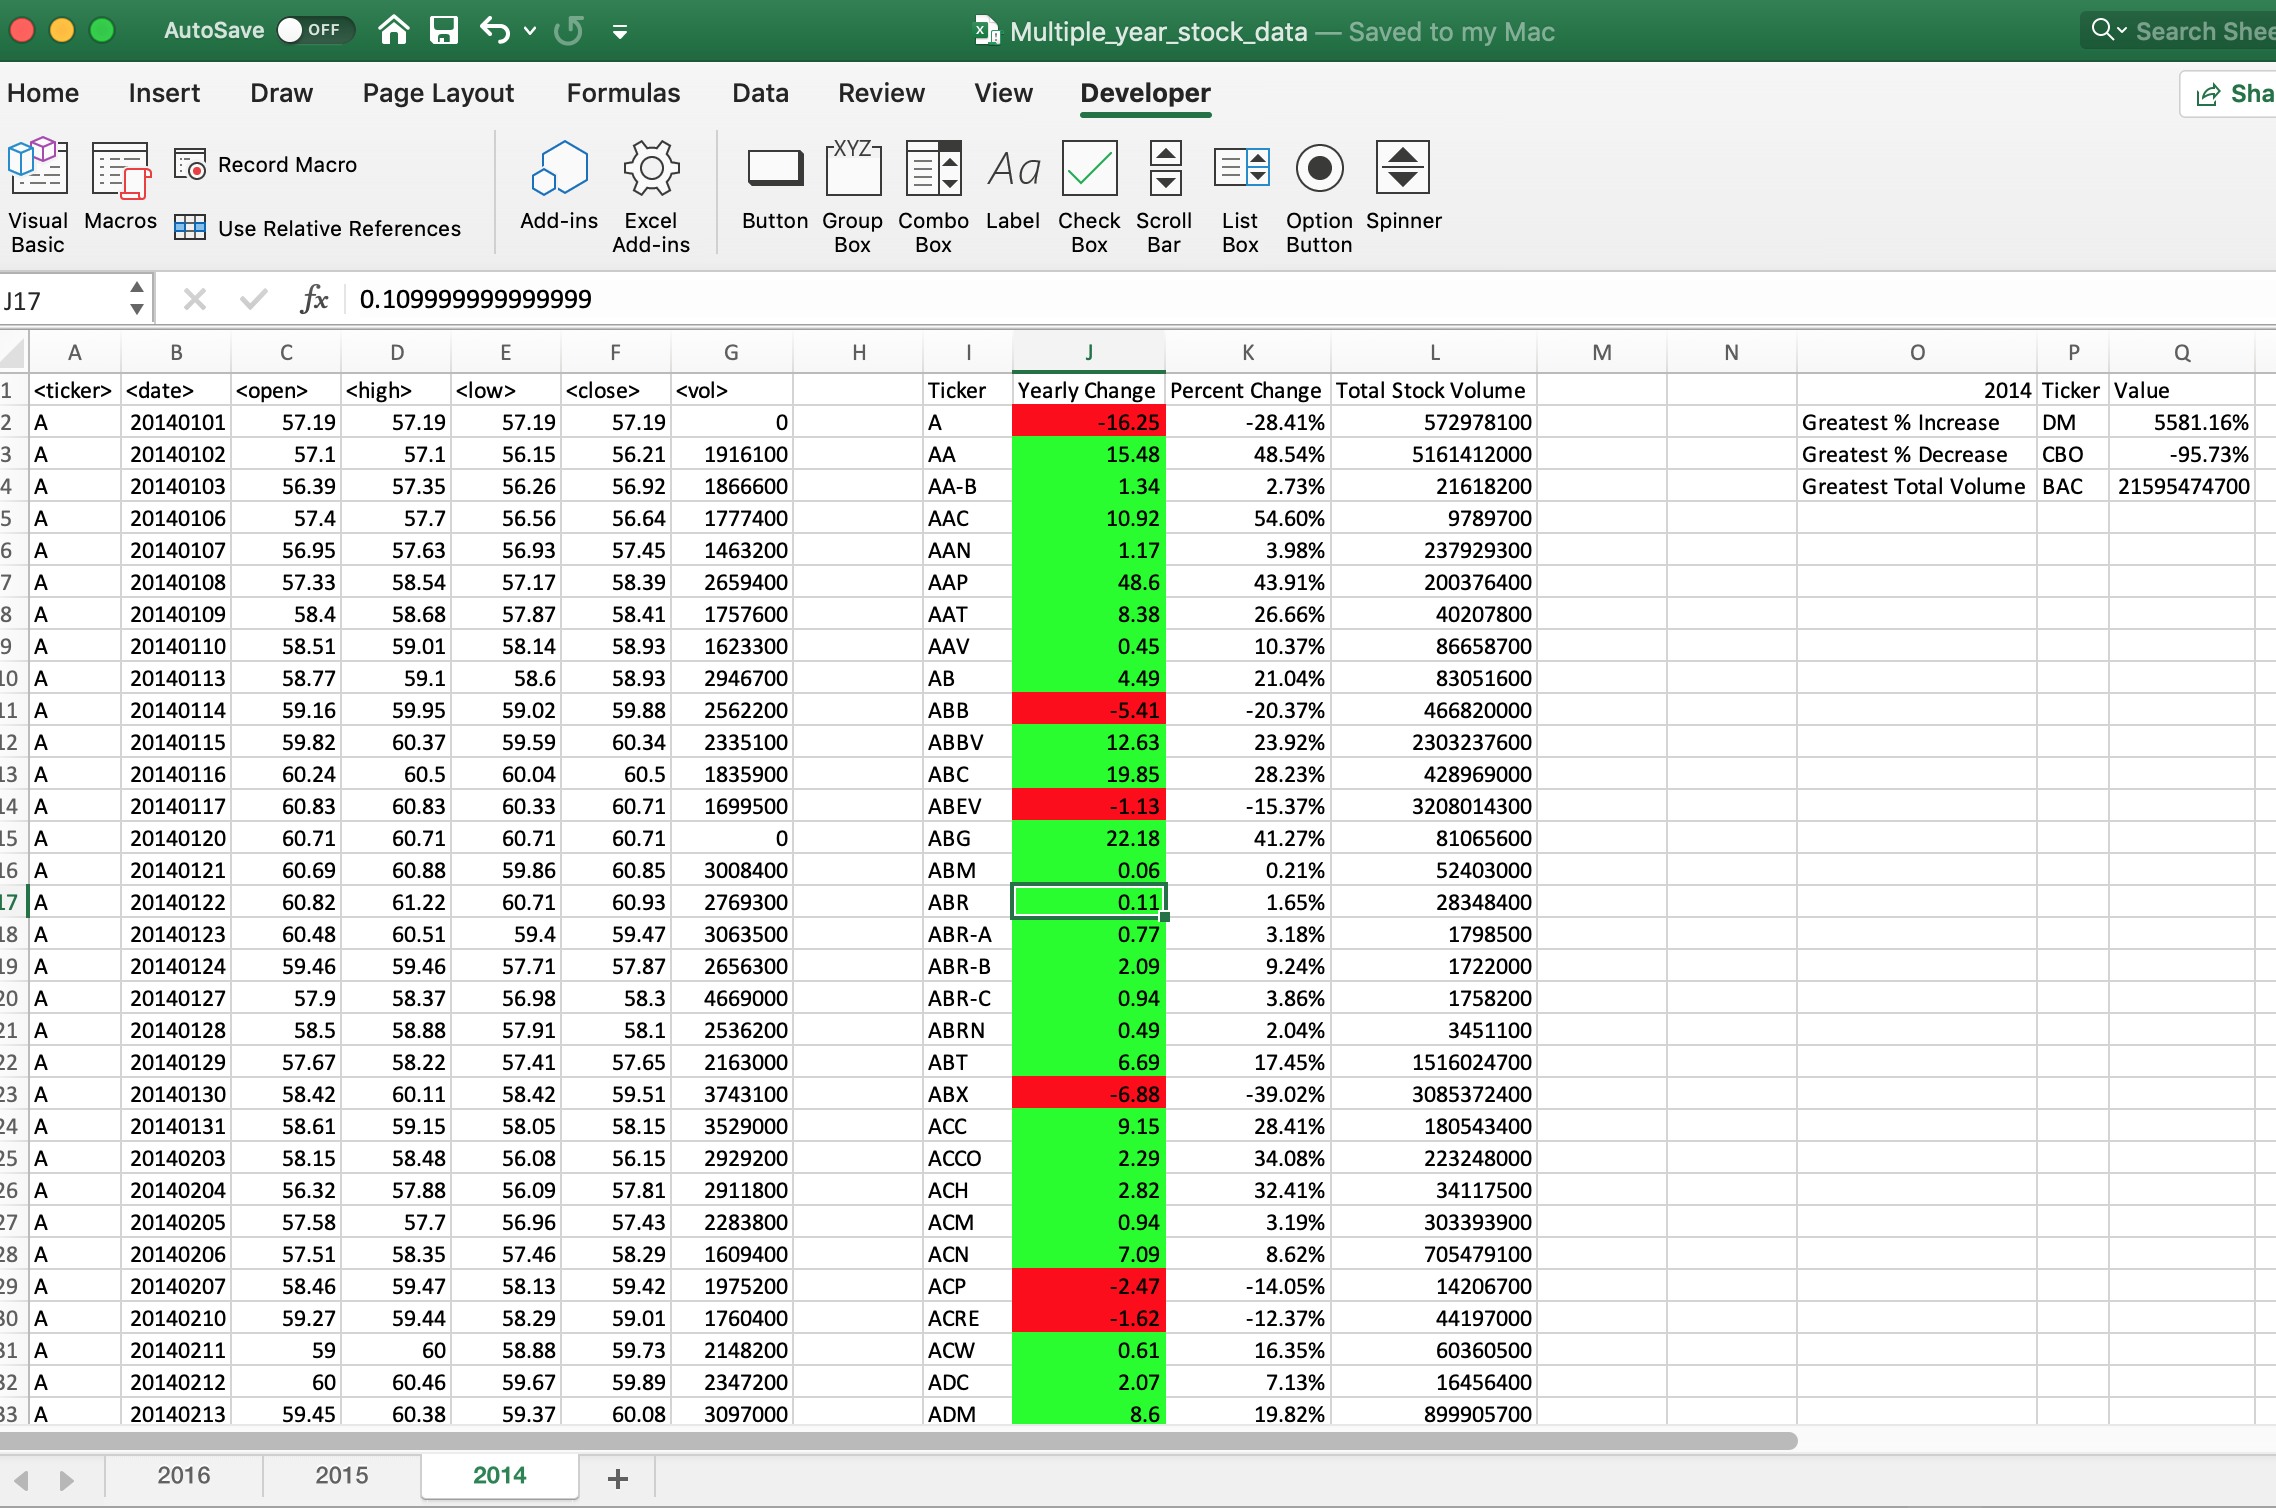 AutoSave OFF Multiple_year_stock_data — Saved to my Mac Search Shee
Home Insert Draw Page Layout Formulas Data Review View Developer Sha
Visual Basic Macros Record Macro Use Relative References Add-ins Excel Add-ins Button Group Box Combo Box Label Check Box Scroll Bar List Box Option Button Spinner
XYZ Aa
J17 fx 0.109999999999999
A B C D E F G H I J K L M N O P Q
1 <ticker> <date> <open> <high> <low> <close> <vol> Ticker Yearly Change Percent Change Total Stock Volume 2014 Ticker Value
2 A 20140101 57.19 57.19 57.19 57.19 0 A -16.25 -28.41% 572978100 Greatest % Increase DM 5581.16%
3 A 20140102 57.1 57.1 56.15 56.21 1916100 AA 15.48 48.54% 5161412000 Greatest % Decrease CBO -95.73%
4 A 20140103 56.39 57.35 56.26 56.92 1866600 AA-B 1.34 2.73% 21618200 Greatest Total Volume BAC 21595474700
5 A 20140106 57.4 57.7 56.56 56.64 1777400 AAC 10.92 54.60% 9789700
6 A 20140107 56.95 57.63 56.93 57.45 1463200 AAN 1.17 3.98% 237929300
7 A 20140108 57.33 58.54 57.17 58.39 2659400 AAP 48.6 43.91% 200376400
8 A 20140109 58.4 58.68 57.87 58.41 1757600 AAT 8.38 26.66% 40207800
9 A 20140110 58.51 59.01 58.14 58.93 1623300 AAV 0.45 10.37% 86658700
10 A 20140113 58.77 59.1 58.6 58.93 2946700 AB 4.49 21.04% 83051600
11 A 20140114 59.16 59.95 59.02 59.88 2562200 ABB -5.41 -20.37% 466820000
12 A 20140115 59.82 60.37 59.59 60.34 2335100 ABBV 12.63 23.92% 2303237600
13 A 20140116 60.24 60.5 60.04 60.5 1835900 ABC 19.85 28.23% 428969000
14 A 20140117 60.83 60.83 60.33 60.71 1699500 ABEV -1.13 -15.37% 3208014300
15 A 20140120 60.71 60.71 60.71 60.71 0 ABG 22.18 41.27% 81065600
16 A 20140121 60.69 60.88 59.86 60.85 3008400 ABM 0.06 0.21% 52403000
17 A 20140122 60.82 61.22 60.71 60.93 2769300 ABR 0.11 1.65% 28348400
18 A 20140123 60.48 60.51 59.4 59.47 3063500 ABR-A 0.77 3.18% 1798500
19 A 20140124 59.46 59.46 57.71 57.87 2656300 ABR-B 2.09 9.24% 1722000
20 A 20140127 57.9 58.37 56.98 58.3 4669000 ABR-C 0.94 3.86% 1758200
21 A 20140128 58.5 58.88 57.91 58.1 2536200 ABRN 0.49 2.04% 3451100
22 A 20140129 57.67 58.22 57.41 57.65 2163000 ABT 6.69 17.45% 1516024700
23 A 20140130 58.42 60.11 58.42 59.51 3743100 ABX -6.88 -39.02% 3085372400
24 A 20140131 58.61 59.15 58.05 58.15 3529000 ACC 9.15 28.41% 180543400
25 A 20140203 58.15 58.48 56.08 56.15 2929200 ACCO 2.29 34.08% 223248000
26 A 20140204 56.32 57.88 56.09 57.81 2911800 ACH 2.82 32.41% 34117500
27 A 20140205 57.58 57.7 56.96 57.43 2283800 ACM 0.94 3.19% 303393900
28 A 20140206 57.51 58.35 57.46 58.29 1609400 ACN 7.09 8.62% 705479100
29 A 20140207 58.46 59.47 58.13 59.42 1975200 ACP -2.47 -14.05% 14206700
30 A 20140210 59.27 59.44 58.29 59.01 1760400 ACRE -1.62 -12.37% 44197000
31 A 20140211 59 60 58.88 59.73 2148200 ACW 0.61 16.35% 60360500
32 A 20140212 60 60.46 59.67 59.89 2347200 ADC 2.07 7.13% 16456400
33 A 20140213 59.45 60.38 59.37 60.08 3097000 ADM 8.6 19.82% 899905700
2016 2015 2014 +